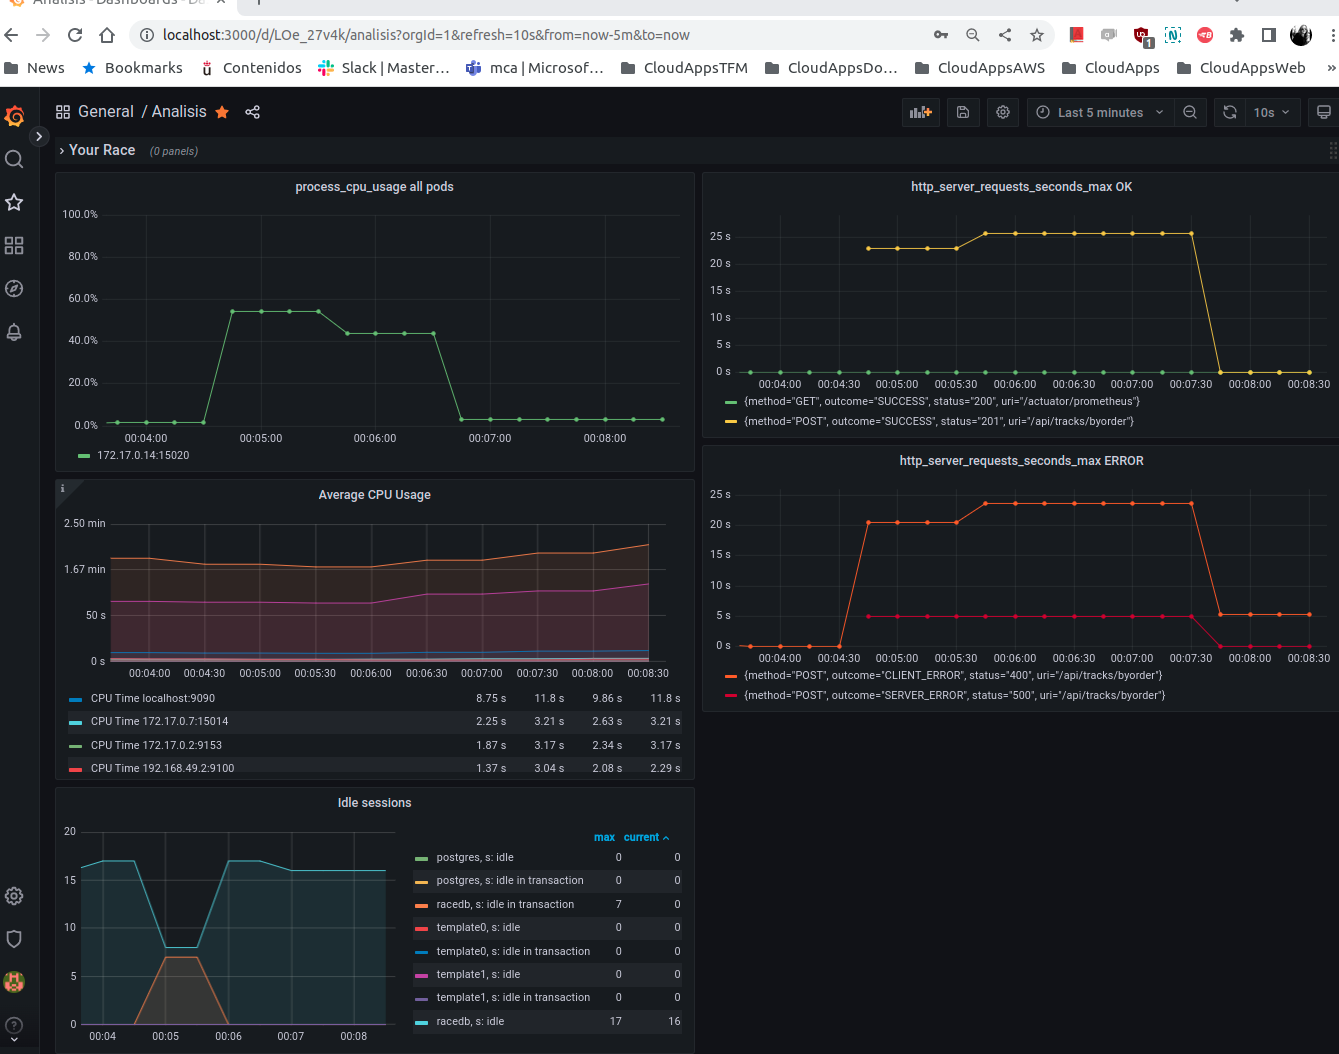 Analisis - Dashboards - Da
localhost:3000/d/LOe_27v4k/analisis?orgId=1&refresh=10s&from=now-5m&to=now
1
News Bookmarks Contenidos Slack | Master... mca | Microsof... CloudAppsTFM CloudAppsDo... CloudAppsAWS CloudApps CloudAppsWeb »
General / Analisis Last 5 minutes 10s
Your Race (0 panels)
process_cpu_usage all pods
100.0%
80.0%
60.0%
40.0%
20.0%
0.0%
00:04:00 00:05:00 00:06:00 00:07:00 00:08:00
172.17.0.14:15020
http_server_requests_seconds_max OK
25 s
20 s
15 s
10 s
5 s
0 s
00:04:00 00:04:30 00:05:00 00:05:30 00:06:00 00:06:30 00:07:00 00:07:30 00:08:00 00:08:30
{method="GET", outcome="SUCCESS", status="200", uri="/actuator/prometheus"}
{method="POST", outcome="SUCCESS", status="201", uri="/api/tracks/byorder"}
http_server_requests_seconds_max ERROR
25 s
20 s
15 s
10 s
5 s
0 s
00:04:00 00:04:30 00:05:00 00:05:30 00:06:00 00:06:30 00:07:00 00:07:30 00:08:00 00:08:30
{method="POST", outcome="CLIENT_ERROR", status="400", uri="/api/tracks/byorder"}
{method="POST", outcome="SERVER_ERROR", status="500", uri="/api/tracks/byorder"}
i
Average CPU Usage
2.50 min
1.67 min
50 s
0 s
00:04:00 00:04:30 00:05:00 00:05:30 00:06:00 00:06:30 00:07:00 00:07:30 00:08:00 00:08:30
CPU Time localhost:9090 8.75 s 11.8 s 9.86 s 11.8 s
CPU Time 172.17.0.7:15014 2.25 s 3.21 s 2.63 s 3.21 s
CPU Time 172.17.0.2:9153 1.87 s 3.17 s 2.34 s 3.17 s
CPU Time 192.168.49.2:9100 1.37 s 3.04 s 2.08 s 2.29 s
Idle sessions
20
15
10
5
0
00:04 00:05 00:06 00:07 00:08
max current
postgres, s: idle 0 0
postgres, s: idle in transaction 0 0
racedb, s: idle in transaction 7 0
template0, s: idle 0 0
template0, s: idle in transaction 0 0
template1, s: idle 0 0
template1, s: idle in transaction 0 0
racedb, s: idle 17 16